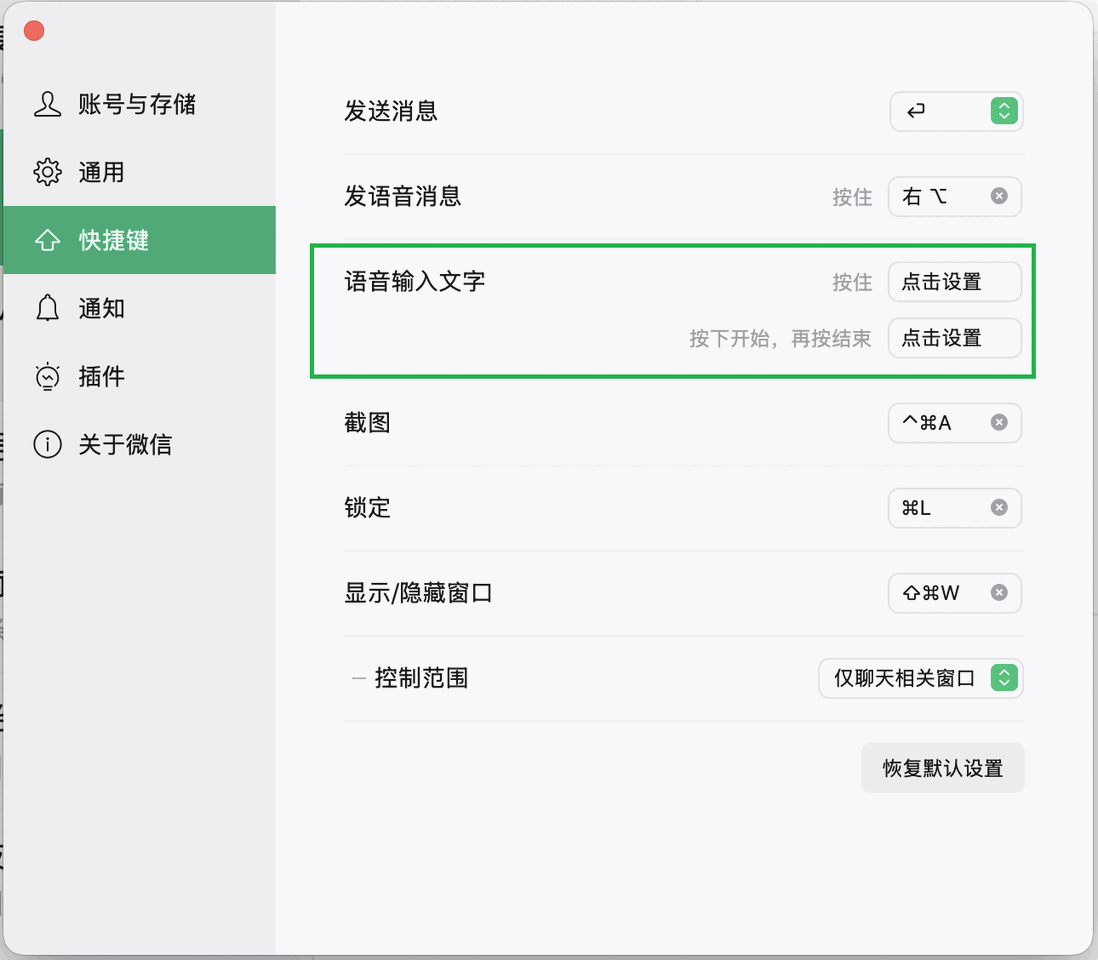 账号与存储
通用
快捷键
通知
插件
关于微信
发送消息
发语音消息 按住 右 ⌥
语音输入文字 按住 点击设置
按下开始，再按结束 点击设置
截图 ^⌘A
锁定 ⌘L
显示/隐藏窗口 ⇧⌘W
– 控制范围 仅聊天相关窗口
恢复默认设置